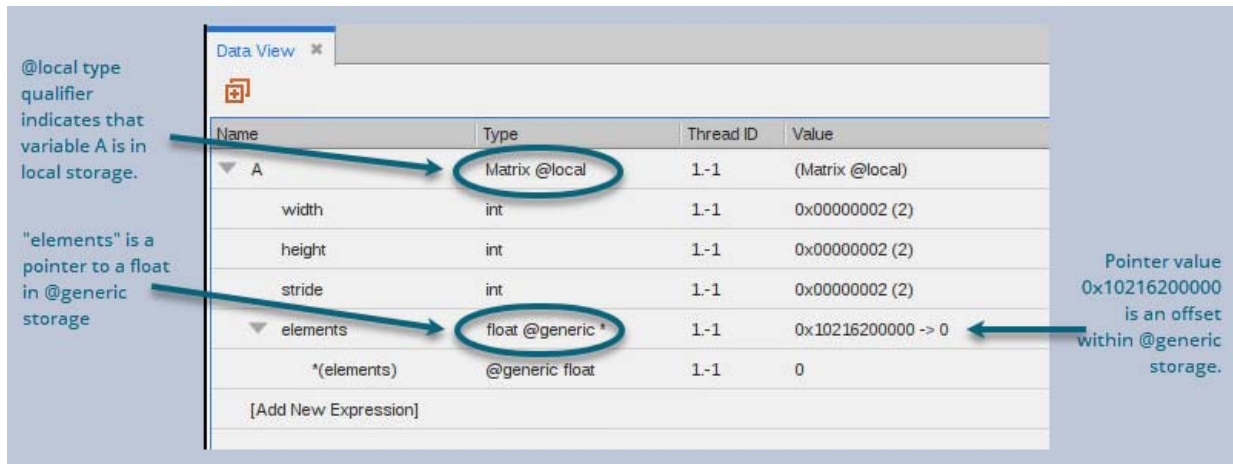 Data View
@local type
qualifier
indicates that
variable A is in
local storage.
"elements" is a
pointer to a float
in @generic
storage
Name Type Thread ID Value
A Matrix @local 1.-1 (Matrix @local)
width int 1.-1 0x00000002 (2)
height int 1.-1 0x00000002 (2)
stride int 1.-1 0x00000002 (2)
elements float @generic * 1.-1 0x10216200000 -> 0
*(elements) @generic float 1.-1 0
[Add New Expression]
Pointer value
0x10216200000
is an offset
within @generic
storage.